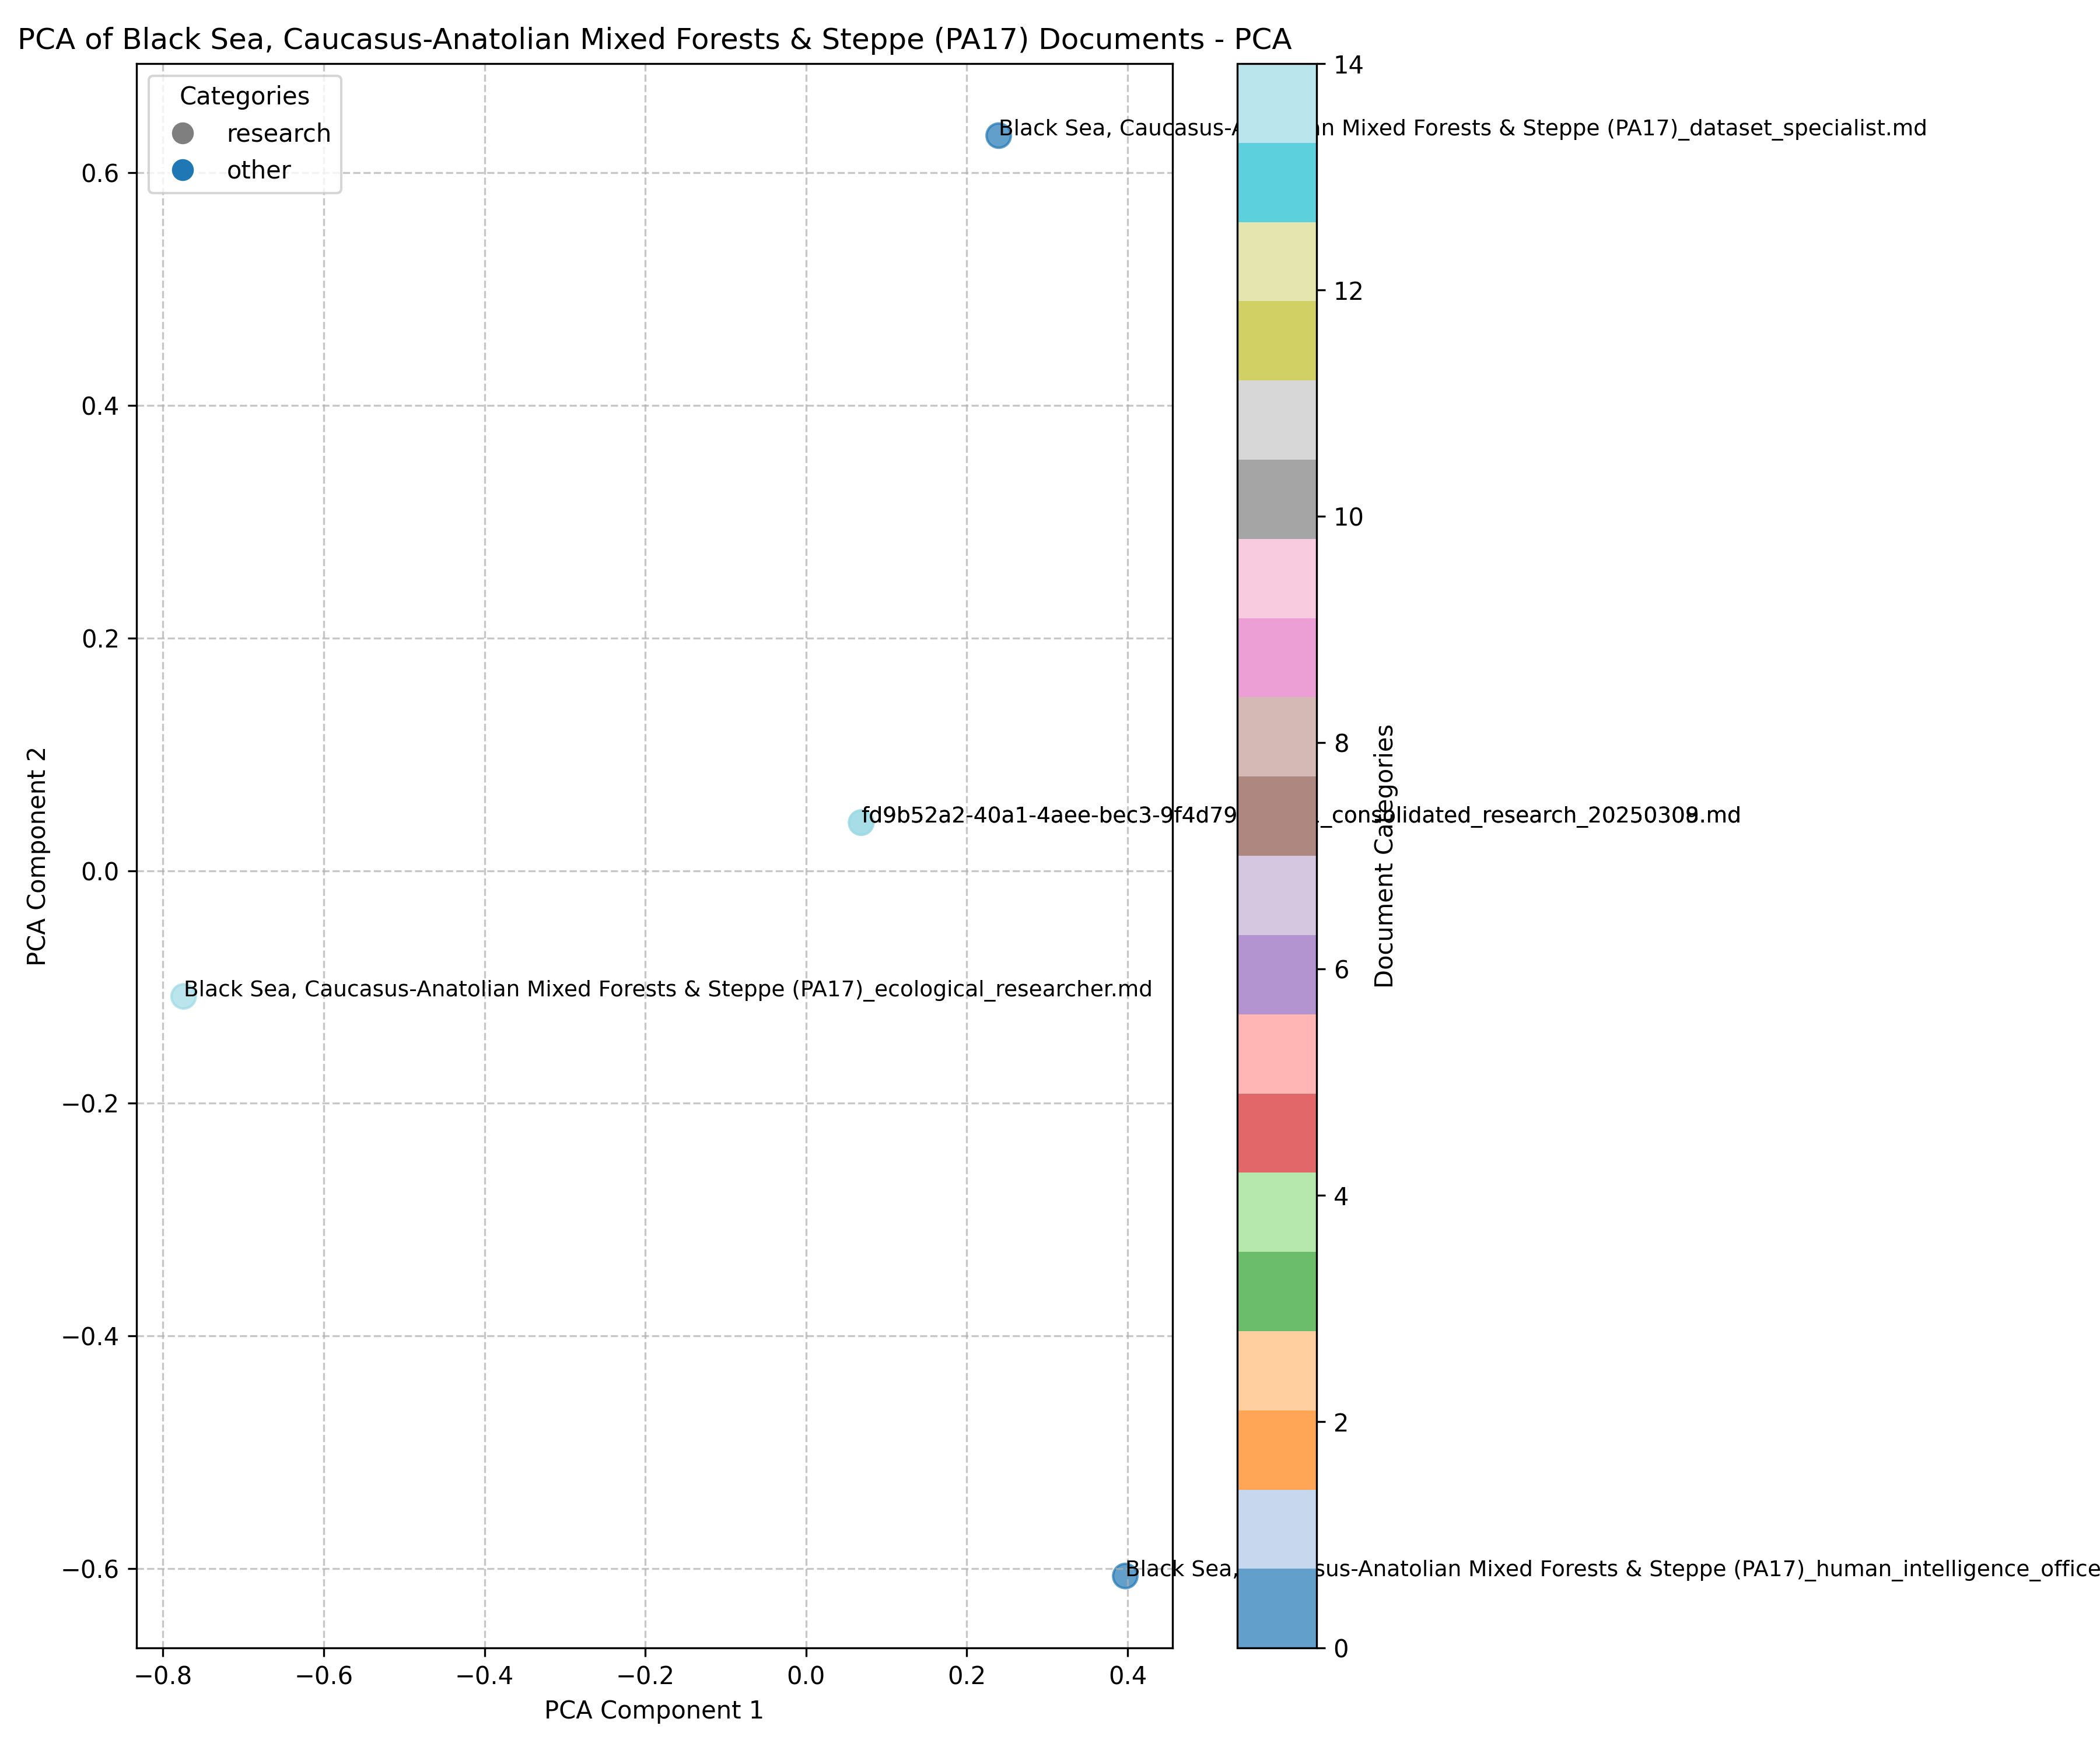 PCA of Black Sea, Caucasus-Anatolian Mixed Forests & Steppe (PA17) Documents - PCA
Categories
research
other
Black Sea, Caucasus-A n Mixed Forests & Steppe (PA17)_dataset_specialist.md
fd9b52a2-40a1-4aee-bec3-9f4d79 _consolidated_research_2025030
Black Sea, Caucasus-Anatolian Mixed Forests & Steppe (PA17)_ecological_researcher.md
Black Sea, sus-Anatolian Mixed Forests & Steppe (PA17)_human_intelligence_office
0.6
0.4
0.2
0.0
−0.2
−0.4
−0.6
PCA Component 2
−0.8
−0.6
−0.4
−0.2
0.0
0.2
0.4
PCA Component 1
14
12
10
8
6
4
2
0
Document Categories